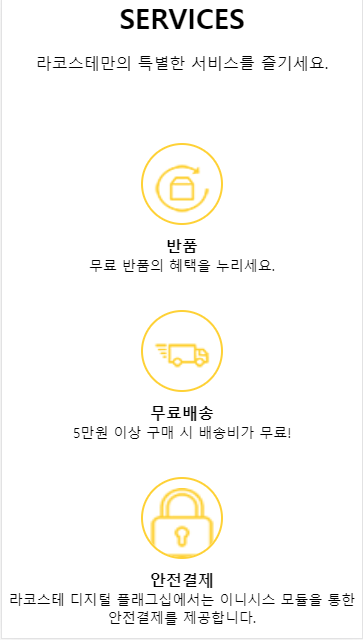 SERVICES
라코스테만의 특별한 서비스를 즐기세요.
반품
무료 반품의 혜택을 누리세요.
무료배송
5만원 이상 구매 시 배송비가 무료!
안전결제
라코스테 디지털 플래그십에서는 이니시스 모듈을 통한
안전결제를 제공합니다.